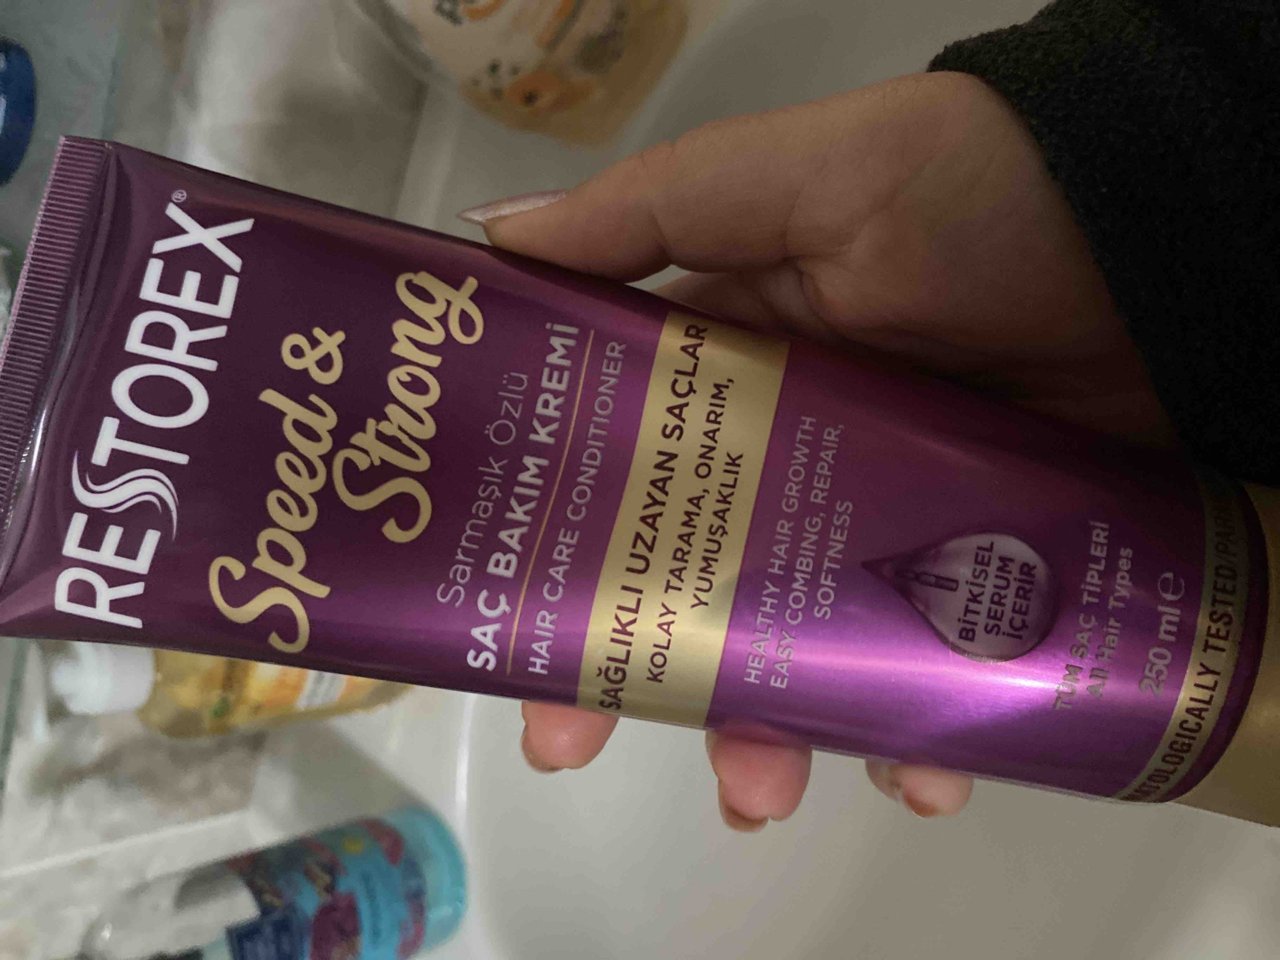 RESTOREX®
Speed &
Strong
Sarmaşık Özlü
SAÇ BAKIM KREMİ
HAIR CARE CONDITIONER
SAĞLIKLI UZAYAN SAÇLAR
KOLAY TARAMA, ONARIM,
YUMUŞAKLIK
HEALTHY HAIR GROWTH
EASY COMBING, REPAIR,
SOFTNESS
BİTKİSEL
SERUM
İÇERİR
TÜM SAÇ TİPLERİ
All Hair Types
250 ml e
TESTED